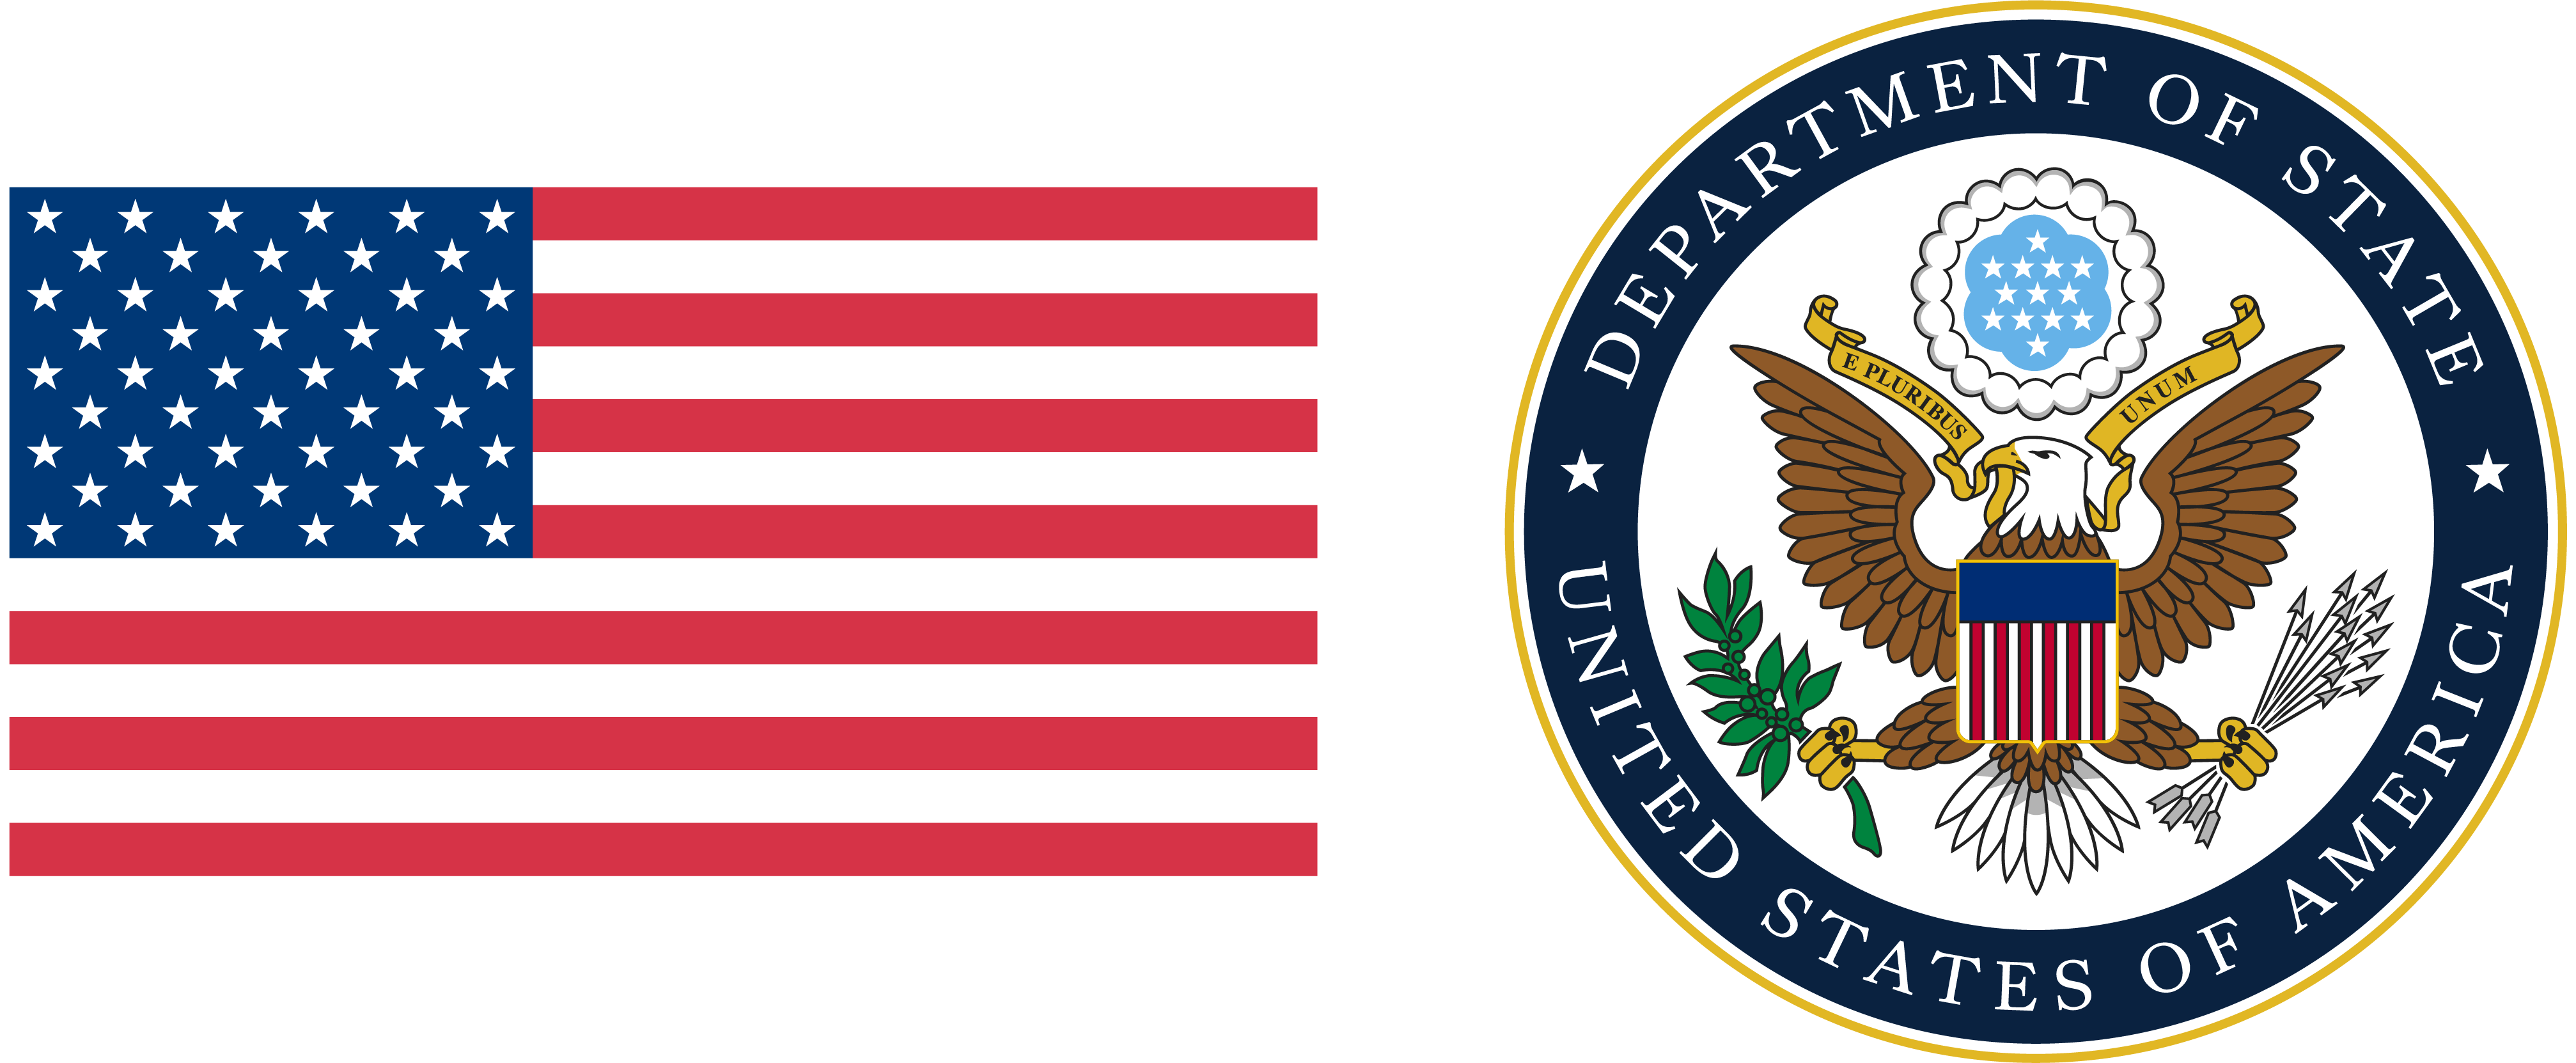 DEPARTMENT OF STATE
E PLURIBUS UNUM
UNITED STATES OF AMERICA